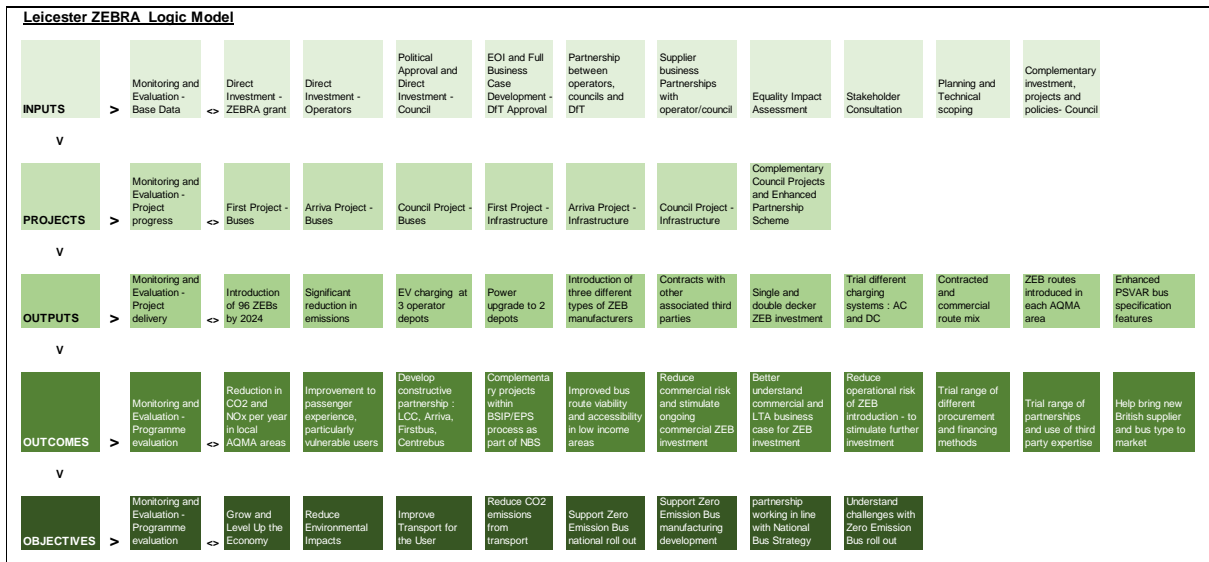 Leicester ZEBRA Logic Model
INPUTS
>
Monitoring and
Evaluation -
Base Data
<>
Direct
Investment -
ZEBRA grant
Direct
Investment -
Operators
Political
Approval and
Direct
Investment -
Council
EOI and Full
Business
Case
Development -
DfT Approval
Partnership
between
operators,
councils and
DfT
Supplier
business
Partnerships
with
operator/council
Equality Impact
Assessment
Stakeholder
Consultation
Planning and
Technical
scoping
Complementary
investment,
projects and
policies- Council
V
PROJECTS
>
Monitoring and
Evaluation -
Project
progress
<>
First Project -
Buses
Arriva Project -
Buses
Council Project -
Buses
First Project -
Infrastructure
Arriva Project -
Infrastructure
Council Project -
Infrastructure
Complementary
Council Projects
and Enhanced
Partnership
Scheme
V
OUTPUTS
>
Monitoring and
Evaluation -
Project
delivery
<>
Introduction
of 96 ZEBs
by 2024
Significant
reduction in
emissions
EV charging at
3 operator
depots
Power
upgrade to 2
depots
Introduction of
three different
types of ZEB
manufacturers
Contracts with
other
associated third
parties
Single and
double decker
ZEB investment
Trial different
charging
systems : AC
and DC
Contracted
and
commercial
route mix
ZEB routes
introduced in
each AQMA
area
Enhanced
PSVAR bus
specification
features
V
OUTCOMES
>
Monitoring and
Evaluation -
Programme
evaluation
<>
Reduction in
CO2 and
NOx per year
in local
AQMA areas
Improvement to
passenger
experience,
particularly
vulnerable users
Develop
constructive
partnership :
LCC, Arriva,
Firstbus,
Centrebus
Complementa
ry projects
within
BSIP/EPS
process as
part of NBS
Improved bus
route viability
and accessibility
in low income
areas
Reduce
commercial risk
and stimulate
ongoing
commercial ZEB
investment
Better
understand
commercial and
LTA business
case for ZEB
investment
Reduce
operational risk
of ZEB
introduction - to
stimulate further
investment
Trial range of
different
procurement
and financing
methods
Trial range of
partnerships
and use of third
party expertise
Help bring new
British supplier
and bus type to
market
V
OBJECTIVES
>
Monitoring and
Evaluation -
Programme
evaluation
<>
Grow and
Level Up the
Economy
Reduce
Environmental
Impacts
Improve
Transport for
the User
Reduce CO2
emissions
from
transport
Support Zero
Emission Bus
national roll out
Support Zero
Emission Bus
manufacturing
development
partnership
working in line
with National
Bus Strategy
Understand
challenges with
Zero Emission
Bus roll out